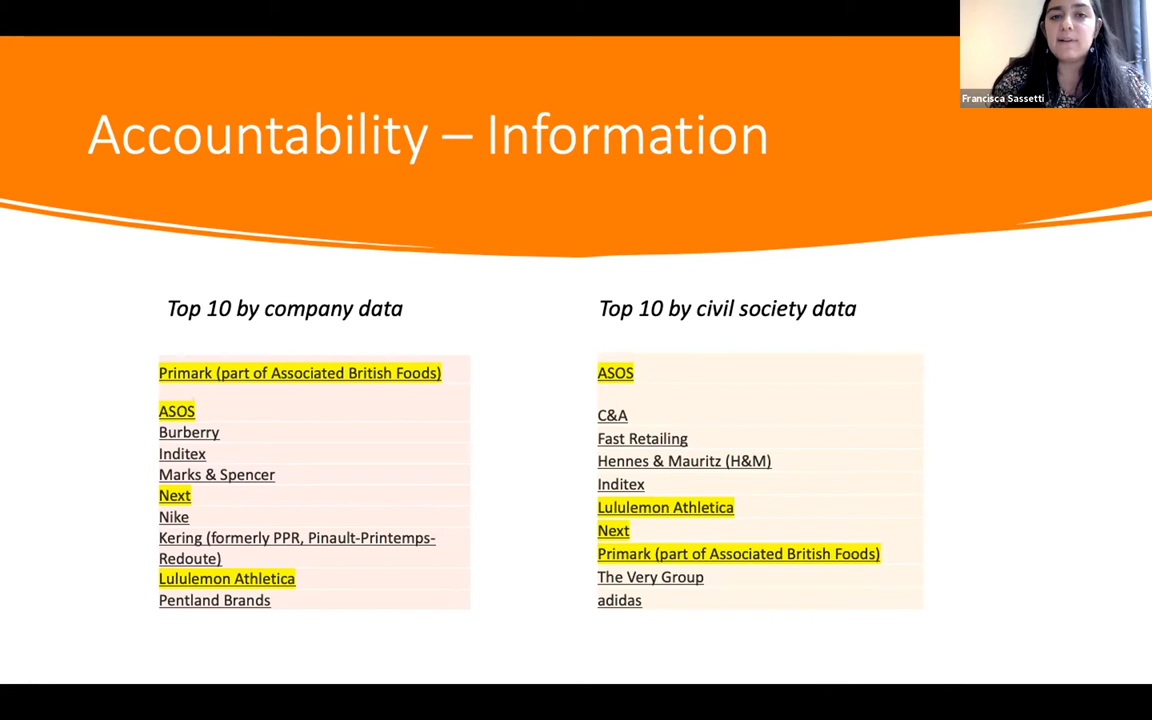 Francisca Sassetti
Accountability – Information
Top 10 by company data
Primark (part of Associated British Foods)
ASOS
Burberry
Inditex
Marks & Spencer
Next
Nike
Kering (formerly PPR, Pinault-Printemps-
Redoute)
Lululemon Athletica
Pentland Brands
Top 10 by civil society data
ASOS
C&A
Fast Retailing
Hennes & Mauritz (H&M)
Inditex
Lululemon Athletica
Next
Primark (part of Associated British Foods)
The Very Group
adidas